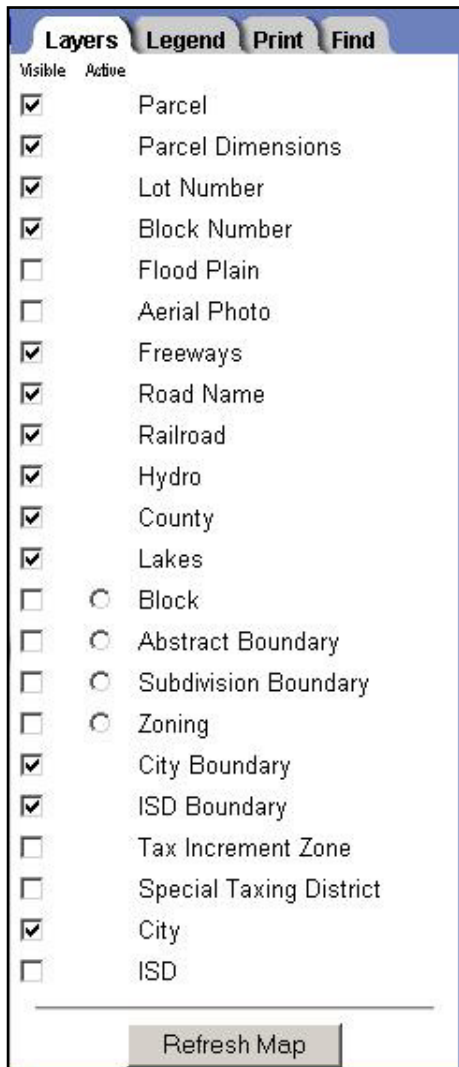 Layers Legend Print Find
Visible Active
Parcel
Parcel Dimensions
Lot Number
Block Number
Flood Plain
Aerial Photo
Freeways
Road Name
Railroad
Hydro
County
Lakes
Block
Abstract Boundary
Subdivision Boundary
Zoning
City Boundary
ISD Boundary
Tax Increment Zone
Special Taxing District
City
ISD
Refresh Map